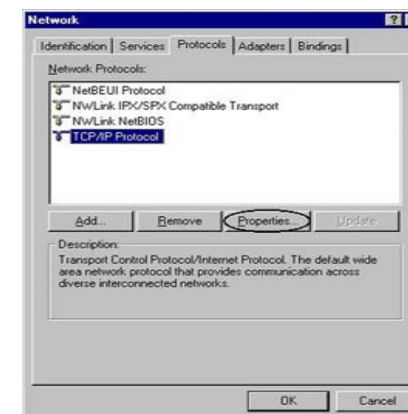 Network
Identification Services Protocols Adapters Bindings
Network Protocols:
NetBEUI Protocol
NWLink IPX/SPX Compatible Transport
NWLink NetBIOS
TCP/IP Protocol
Add... Remove Properties... Update
Description:
Transport Control Protocol/Internet Protocol. The default wide
area network protocol that provides communication across
diverse interconnected networks.
OK Cancel